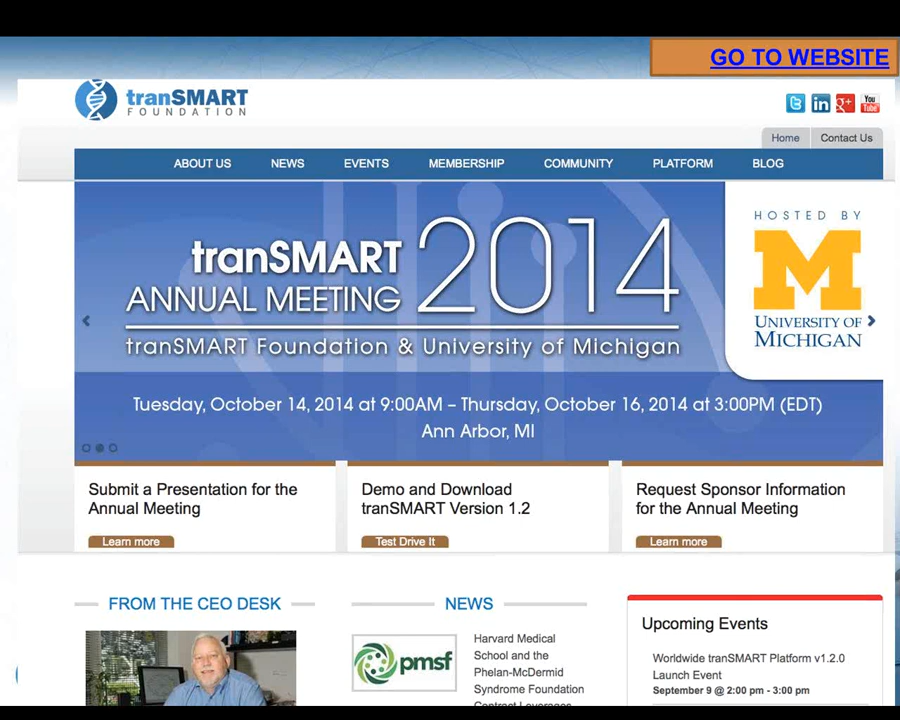 GO TO WEBSITE
tranSMART
FOUNDATION
You
Tube
Home
Contact Us
ABOUT US NEWS EVENTS MEMBERSHIP COMMUNITY PLATFORM BLOG
tranSMART
ANNUAL MEETING
2014
tranSMART Foundation & University of Michigan
HOSTED BY
M
UNIVERSITY OF
MICHIGAN
Tuesday, October 14, 2014 at 9:00AM – Thursday, October 16, 2014 at 3:00PM (EDT)
Ann Arbor, MI
Submit a Presentation for the
Annual Meeting
Learn more
Demo and Download
tranSMART Version 1.2
Test Drive It
Request Sponsor Information
for the Annual Meeting
Learn more
FROM THE CEO DESK
NEWS
pmsf
Harvard Medical
School and the
Phelan-McDermid
Syndrome Foundation
Upcoming Events
Worldwide tranSMART Platform v1.2.0
Launch Event
September 9 @ 2:00 pm - 3:00 pm